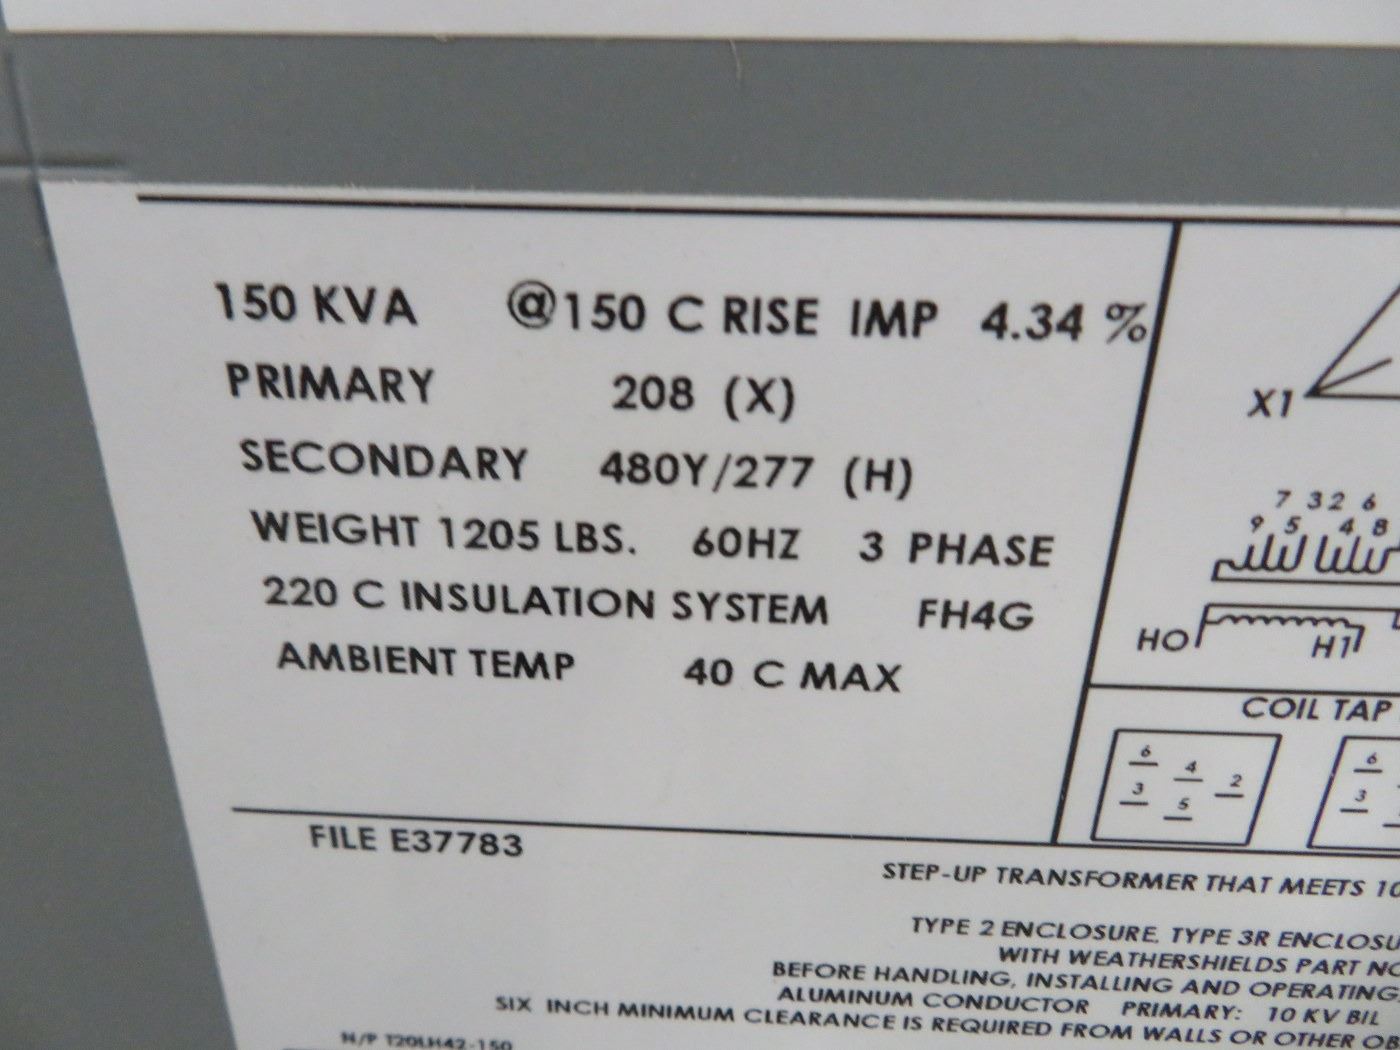 150 KVA @150 C RISE IMP 4.34 %
PRIMARY 208 (X)
SECONDARY 480Y/277 (H)
WEIGHT 1205 LBS. 60HZ 3 PHASE
220 C INSULATION SYSTEM FH4G
AMBIENT TEMP 40 C MAX
X1
7 3 2 6
9 5 4 8
HO H1
COIL TAP
6 4 2
3 5
6
3
FILE E37783
STEP-UP TRANSFORMER THAT MEETS 10
TYPE 2 ENCLOSURE. TYPE 3R ENCLOSU
WITH WEATHERSHIELDS PART NO
BEFORE HANDLING, INSTALLING AND OPERATING
ALUMINUM CONDUCTOR PRIMARY: 10 KV BIL
SIX INCH MINIMUM CLEARANCE IS REQUIRED FROM WALLS OR OTHER OB
N/P T20LH42-150